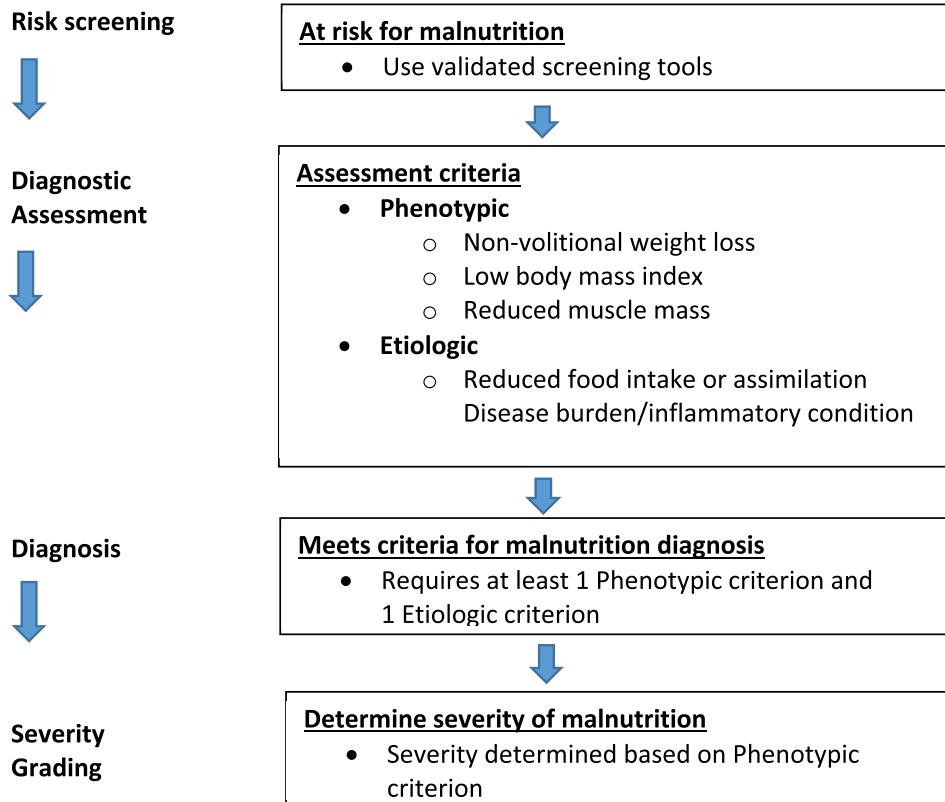 Risk screening
At risk for malnutrition
• Use validated screening tools
Diagnostic
Assessment
Assessment criteria
• Phenotypic
o Non-volitional weight loss
o Low body mass index
o Reduced muscle mass
• Etiologic
o Reduced food intake or assimilation
Disease burden/inflammatory condition
Diagnosis
Meets criteria for malnutrition diagnosis
• Requires at least 1 Phenotypic criterion and
1 Etiologic criterion
Severity
Grading
Determine severity of malnutrition
• Severity determined based on Phenotypic
criterion